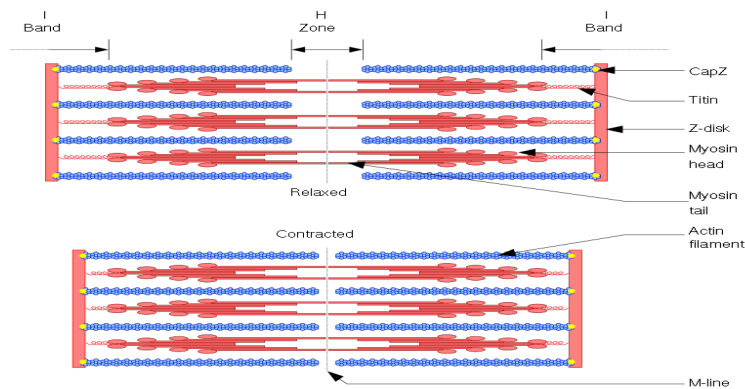 I
Band
H
Zone
I
Band
CapZ
Titin
Z-disk
Myosin
head
Relaxed
Myosin
tail
Contracted
Actin
filament
M-line